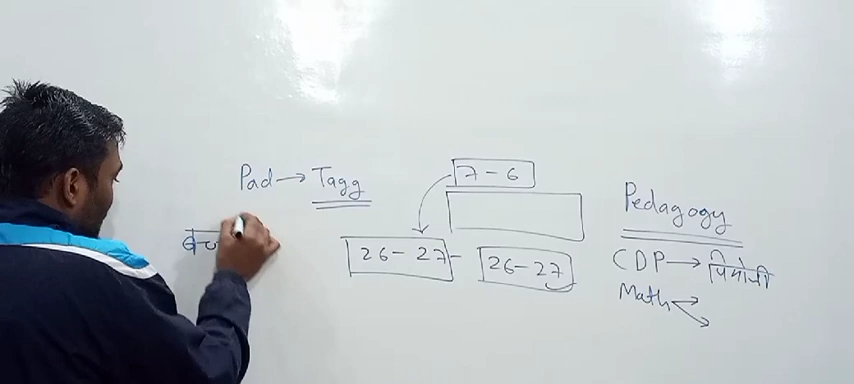 Pad → Tagg
7 - 6
26 - 27 - 26 - 27
Pedagogy
CDP →
Math